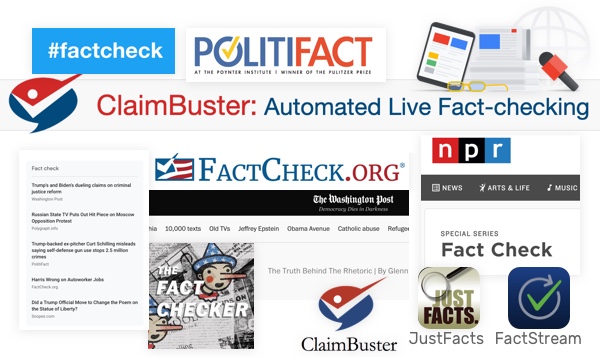 #factcheck
POLITIFACT
AT THE POYNTER INSTITUTE | WINNER OF THE PULITZER PRIZE
ClaimBuster: Automated Live Fact-checking
Fact check
Trump's and Biden's dueling claims on criminal
justice reform
Washington Post
Russian State TV Puts Out Hit Piece on Moscow
Opposition Protest
Polygraph.info
Trump-backed ex-pitcher Curt Schilling misleads
saying self-defense gun use stops 2.5 million
crimes
PolitiFact
Harris Wrong on Autoworker Jobs
FactCheck.org
Did a Trump Official Move to Change the Poem on
the Statue of Liberty?
Snopes.com
FACTCHECK.ORG®
The Washington Post
Democracy Dies in Darkness
hia 10,000 texts Old TVs Jeffrey Epstein Obama Avenue Catholic abuse Refugee
THE
FACT
CHECKER
The Truth Behind The Rhetoric | By Glenn
ClaimBuster
n p r
NEWS ARTS & LIFE MUSIC
SPECIAL SERIES
Fact Check
JUST
FACTS.
JustFacts
FactStream